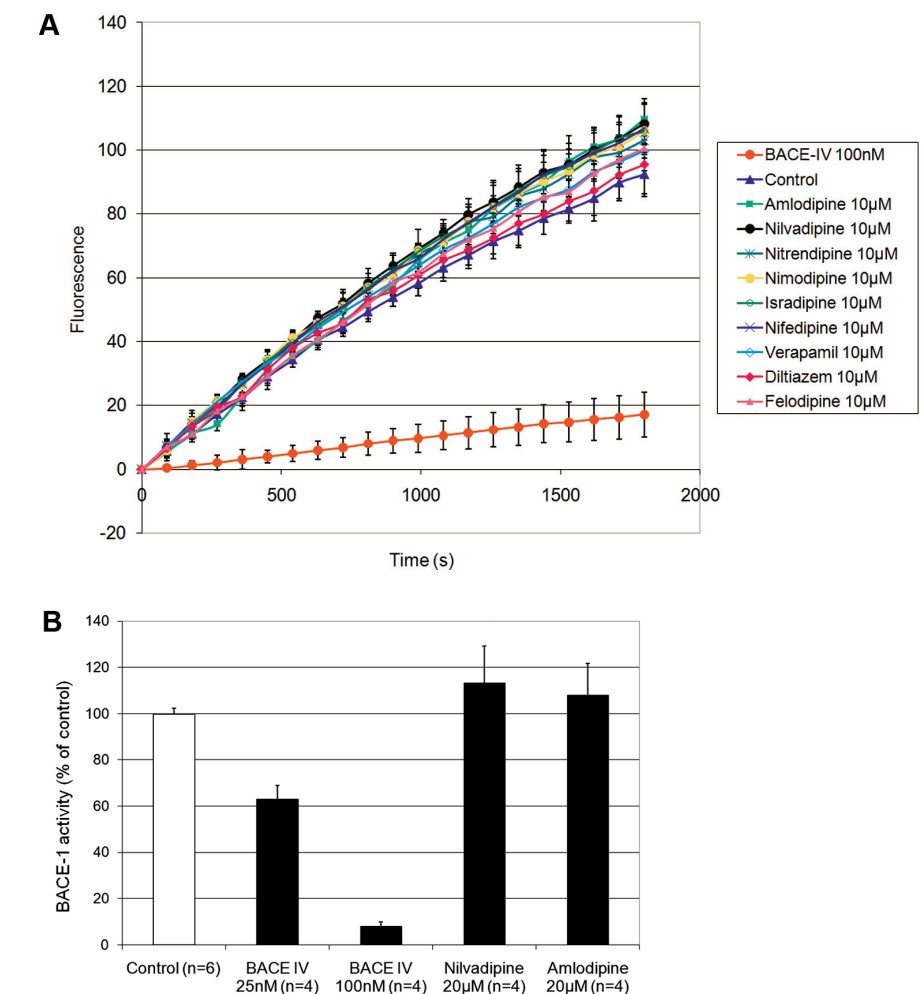 A
140
120
100
80
60
40
20
0
-20
Fluorescence
0 500 1000 1500 2000
Time (s)
BACE-IV 100nM
Control
Amlodipine 10µM
Nilvadipine 10µM
Nitrendipine 10µM
Nimodipine 10µM
Isradipine 10µM
Nifedipine 10µM
Verapamil 10µM
Diltiazem 10µM
Felodipine 10µM
B
140
120
100
80
60
40
20
0
BACE-1 activity (% of control)
Control (n=6) BACE IV BACE IV Nilvadipine Amlodipine
25nM (n=4) 100nM (n=4) 20µM (n=4) 20µM (n=4)